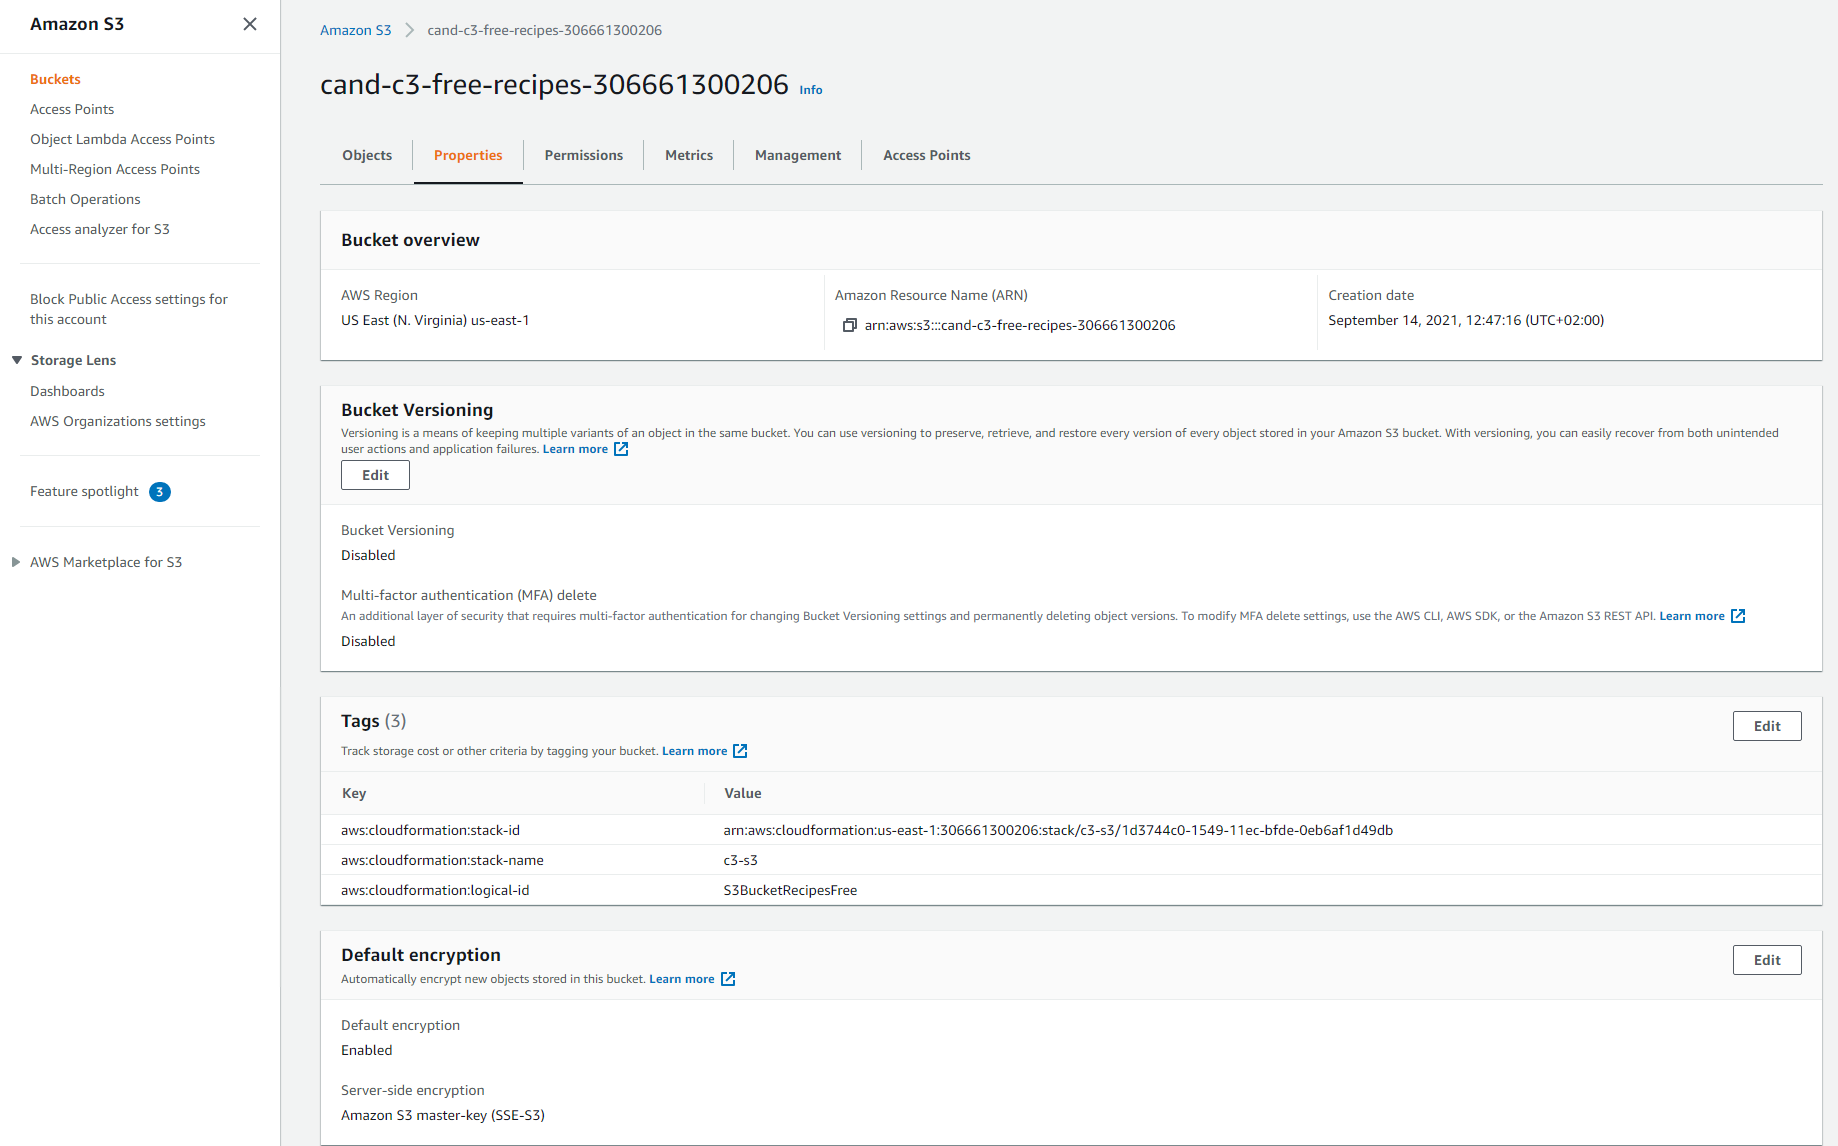 Amazon S3
Buckets
Access Points
Object Lambda Access Points
Multi-Region Access Points
Batch Operations
Access analyzer for S3
Block Public Access settings for
this account
Storage Lens
Dashboards
AWS Organizations settings
Feature spotlight 3
AWS Marketplace for S3
Amazon S3 cand-c3-free-recipes-306661300206
cand-c3-free-recipes-306661300206 Info
Objects Properties Permissions Metrics Management Access Points
Bucket overview
AWS Region
US East (N. Virginia) us-east-1
Amazon Resource Name (ARN)
arn:aws:s3:::cand-c3-free-recipes-306661300206
Creation date
September 14, 2021, 12:47:16 (UTC+02:00)
Bucket Versioning
Versioning is a means of keeping multiple variants of an object in the same bucket. You can use versioning to preserve, retrieve, and restore every version of every object stored in your Amazon S3 bucket. With versioning, you can easily recover from both unintended
user actions and application failures. Learn more
Edit
Bucket Versioning
Disabled
Multi-factor authentication (MFA) delete
An additional layer of security that requires multi-factor authentication for changing Bucket Versioning settings and permanently deleting object versions. To modify MFA delete settings, use the AWS CLI, AWS SDK, or the Amazon S3 REST API. Learn more
Disabled
Tags (3)
Edit
Track storage cost or other criteria by tagging your bucket. Learn more
Key Value
aws:cloudformation:stack-id arn:aws:cloudformation:us-east-1:306661300206:stack/c3-s3/1d3744c0-1549-11ec-bfde-0eb6af1d49db
aws:cloudformation:stack-name c3-s3
aws:cloudformation:logical-id S3BucketRecipesFree
Default encryption
Edit
Automatically encrypt new objects stored in this bucket. Learn more
Default encryption
Enabled
Server-side encryption
Amazon S3 master-key (SSE-S3)